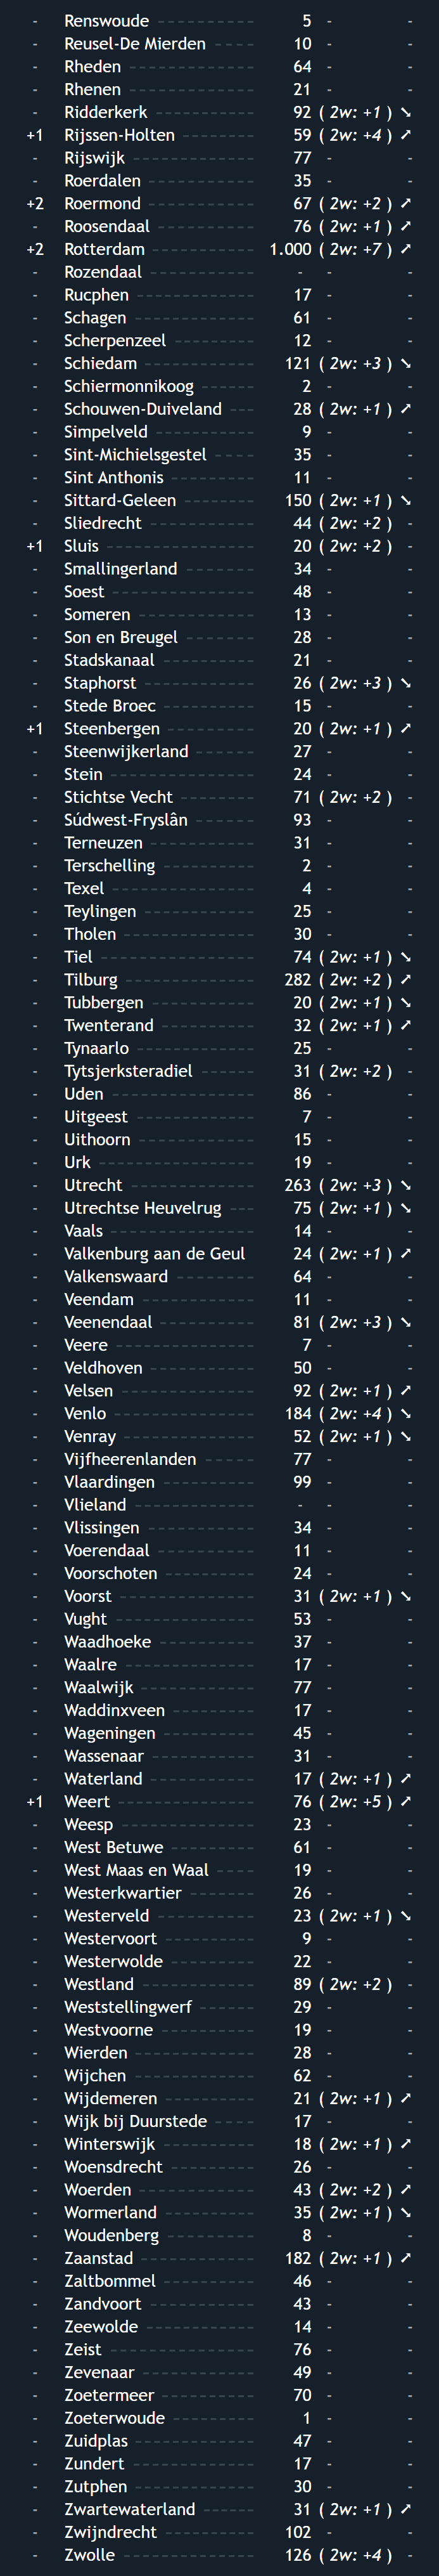 - Renswoude ----------- 5 - -
- Reusel-De Mierden ---- 10 - -
- Rheden -------------- 64 - -
- Rhenen -------------- 21 - -
- Ridderkerk ----------- 92 ( 2w: +1 ) ↘
+1 Rijssen-Holten -------- 59 ( 2w: +4 ) ↗
- Rijswijk -------------- 77 - -
- Roerdalen ----------- 35 - -
+2 Roermond ----------- 67 ( 2w: +2 ) ↗
- Roosendaal ---------- 76 ( 2w: +1 ) ↗
+2 Rotterdam ----------- 1.000 ( 2w: +7 ) ↗
- Rozendaal ----------- - - -
- Rucphen ------------ 17 - -
- Schagen ------------- 61 - -
- Scherpenzeel --------- 12 - -
- Schiedam ------------ 121 ( 2w: +3 ) ↘
- Schiermonnikoog ------ 2 - -
- Schouwen-Duiveland --- 28 ( 2w: +1 ) ↗
- Simpelveld ----------- 9 - -
- Sint-Michielsgestel ---- 35 - -
- Sint Anthonis --------- 11 - -
- Sittard-Geleen -------- 150 ( 2w: +1 ) ↘
- Sliedrecht ------------ 44 ( 2w: +2 ) -
+1 Sluis ---------------- 20 ( 2w: +2 ) -
- Smallingerland ------- 34 - -
- Soest --------------- 48 - -
- Someren ------------ 13 - -
- Son en Breugel -------- 28 - -
- Stadskanaal ---------- 21 - -
- Staphorst ------------ 26 ( 2w: +3 ) ↘
- Stede Broec ---------- 15 - -
+1 Steenbergen --------- 20 ( 2w: +1 ) ↗
- Steenwijkerland ------- 27 - -
- Stein ---------------- 24 - -
- Stichtse Vecht -------- 71 ( 2w: +2 ) -
- Súdwest-Fryslân ------ 93 - -
- Terneuzen ----------- 31 - -
- Terschelling ---------- 2 - -
- Texel --------------- 4 - -
- Teylingen ------------ 25 - -
- Tholen -------------- 30 - -
- Tiel ----------------- 74 ( 2w: +1 ) ↘
- Tilburg -------------- 282 ( 2w: +2 ) ↗
- Tubbergen ----------- 20 ( 2w: +1 ) ↘
- Twenterand ---------- 32 ( 2w: +1 ) ↗
- Tynaarlo ------------- 25 - -
- Tytsjerksteradiel ------ 31 ( 2w: +2 ) -
- Uden --------------- 86 - -
- Uitgeest ------------- 7 - -
- Uithoorn ------------- 15 - -
- Urk ----------------- 19 - -
- Utrecht -------------- 263 ( 2w: +3 ) ↘
- Utrechtse Heuvelrug --- 75 ( 2w: +1 ) ↘
- Vaals ---------------- 14 - -
- Valkenburg aan de Geul 24 ( 2w: +1 ) ↗
- Valkenswaard -------- 64 - -
- Veendam ------------ 11 - -
- Veenendaal ---------- 81 ( 2w: +3 ) ↘
- Veere --------------- 7 - -
- Veldhoven ----------- 50 - -
- Velsen -------------- 92 ( 2w: +1 ) ↗
- Venlo --------------- 184 ( 2w: +4 ) ↘
- Venray -------------- 52 ( 2w: +1 ) ↘
- Vijfheerenlanden ----- 77 - -
- Vlaardingen ---------- 99 - -
- Vlieland ------------- - - -
- Vlissingen ----------- 34 - -
- Voerendaal ---------- 11 - -
- Voorschoten --------- 24 - -
- Voorst -------------- 31 ( 2w: +1 ) ↘
- Vught --------------- 53 - -
- Waadhoeke ---------- 37 - -
- Waalre -------------- 17 - -
- Waalwijk ------------ 77 - -
- Waddinxveen -------- 17 - -
- Wageningen --------- 45 - -
- Wassenaar ---------- 31 - -
- Waterland ----------- 17 ( 2w: +1 ) ↗
+1 Weert -------------- 76 ( 2w: +5 ) ↗
- Weesp -------------- 23 - -
- West Betuwe --------- 61 - -
- West Maas en Waal ---- 19 - -
- Westerkwartier ------- 26 - -
- Westerveld ---------- 23 ( 2w: +1 ) ↘
- Westervoort --------- 9 - -
- Westerwolde --------- 22 - -
- Westland ------------ 89 ( 2w: +2 ) -
- Weststellingwerf ------ 29 - -
- Westvoorne ---------- 19 - -
- Wierden ------------- 28 - -
- Wijchen ------------- 62 - -
- Wijdemeren --------- 21 ( 2w: +1 ) ↗
- Wijk bij Duurstede ----- 17 - -
- Winterswijk ---------- 18 ( 2w: +1 ) ↗
- Woensdrecht --------- 26 - -
- Woerden ------------ 43 ( 2w: +2 ) ↗
- Wormerland --------- 35 ( 2w: +1 ) ↘
- Woudenberg --------- 8 - -
- Zaanstad ------------ 182 ( 2w: +1 ) ↗
- Zaltbommel ---------- 46 - -
- Zandvoort ----------- 43 - -
- Zeewolde ----------- 14 - -
- Zeist ---------------- 76 - -
- Zevenaar ------------ 49 - -
- Zoetermeer ---------- 70 - -
- Zoeterwoude --------- 1 - -
- Zuidplas ------------- 47 - -
- Zundert ------------- 17 - -
- Zutphen ------------- 30 - -
- Zwartewaterland ------ 31 ( 2w: +1 ) ↗
- Zwijndrecht ---------- 102 - -
- Zwolle -------------- 126 ( 2w: +4 ) -